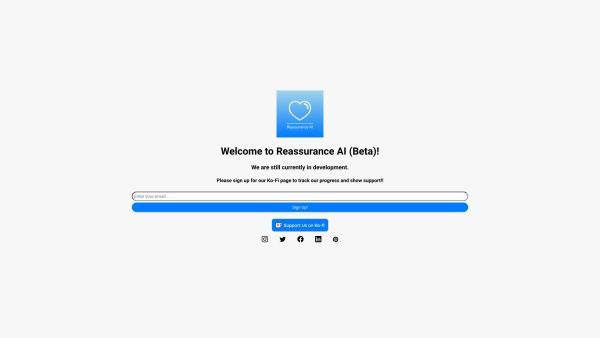 Reassurance AI
Welcome to Reassurance AI (Beta)!
We are still currently in development.
Please sign up for our Ko-Fi page to track our progress and show support!!
Enter your email...
Sign Up!
Support Us on Ko-fi